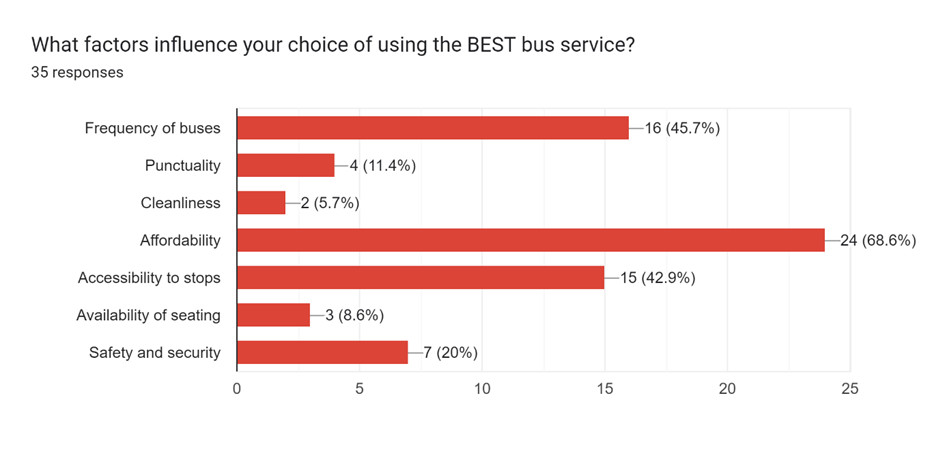 What factors influence your choice of using the BEST bus service?
35 responses
Frequency of buses 16 (45.7%)
Punctuality 4 (11.4%)
Cleanliness 2 (5.7%)
Affordability 24 (68.6%)
Accessibility to stops 15 (42.9%)
Availability of seating 3 (8.6%)
Safety and security 7 (20%)
0 5 10 15 20 25